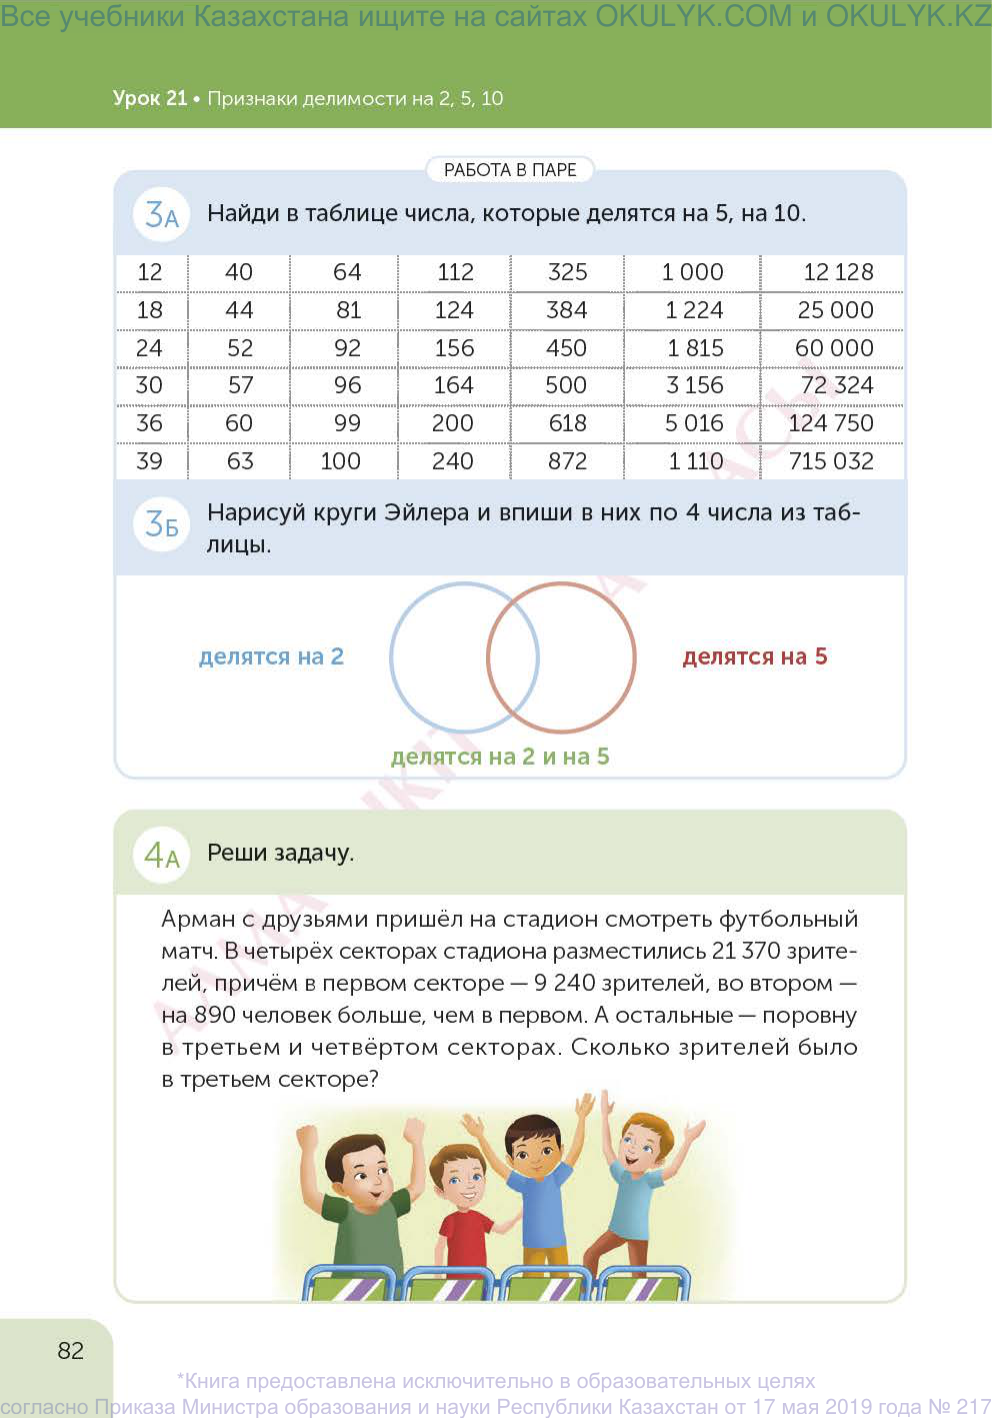 Все учебники Казахстана ищите на сайтах OKULYK.COM и OKULYK.KZ
Урок 21 • Признаки делимости на 2, 5, 10
РАБОТА В ПАРЕ
3А Найди в таблице числа, которые делятся на 5, на 10.
12 40 64 112 325 1 000 12 128
18 44 81 124 384 1 224 25 000
24 52 92 156 450 1 815 60 000
30 57 96 164 500 3 156 72 324
36 60 99 200 618 5 016 124 750
39 63 100 240 872 1 110 715 032
3Б Нарисуй круги Эйлера и впиши в них по 4 числа из таб-
лицы.
делятся на 2 делятся на 5
делятся на 2 и на 5
4А Реши задачу.
Арман с друзьями пришёл на стадион смотреть футбольный
матч. В четырёх секторах стадиона разместились 21 370 зрите-
лей, причём в первом секторе — 9 240 зрителей, во втором —
на 890 человек больше, чем в первом. А остальные — поровну
в третьем и четвёртом секторах. Сколько зрителей было
в третьем секторе?
82
*Книга предоставлена исключительно в образовательных целях
согласно Приказа Министра образования и науки Республики Казахстан от 17 мая 2019 года № 217